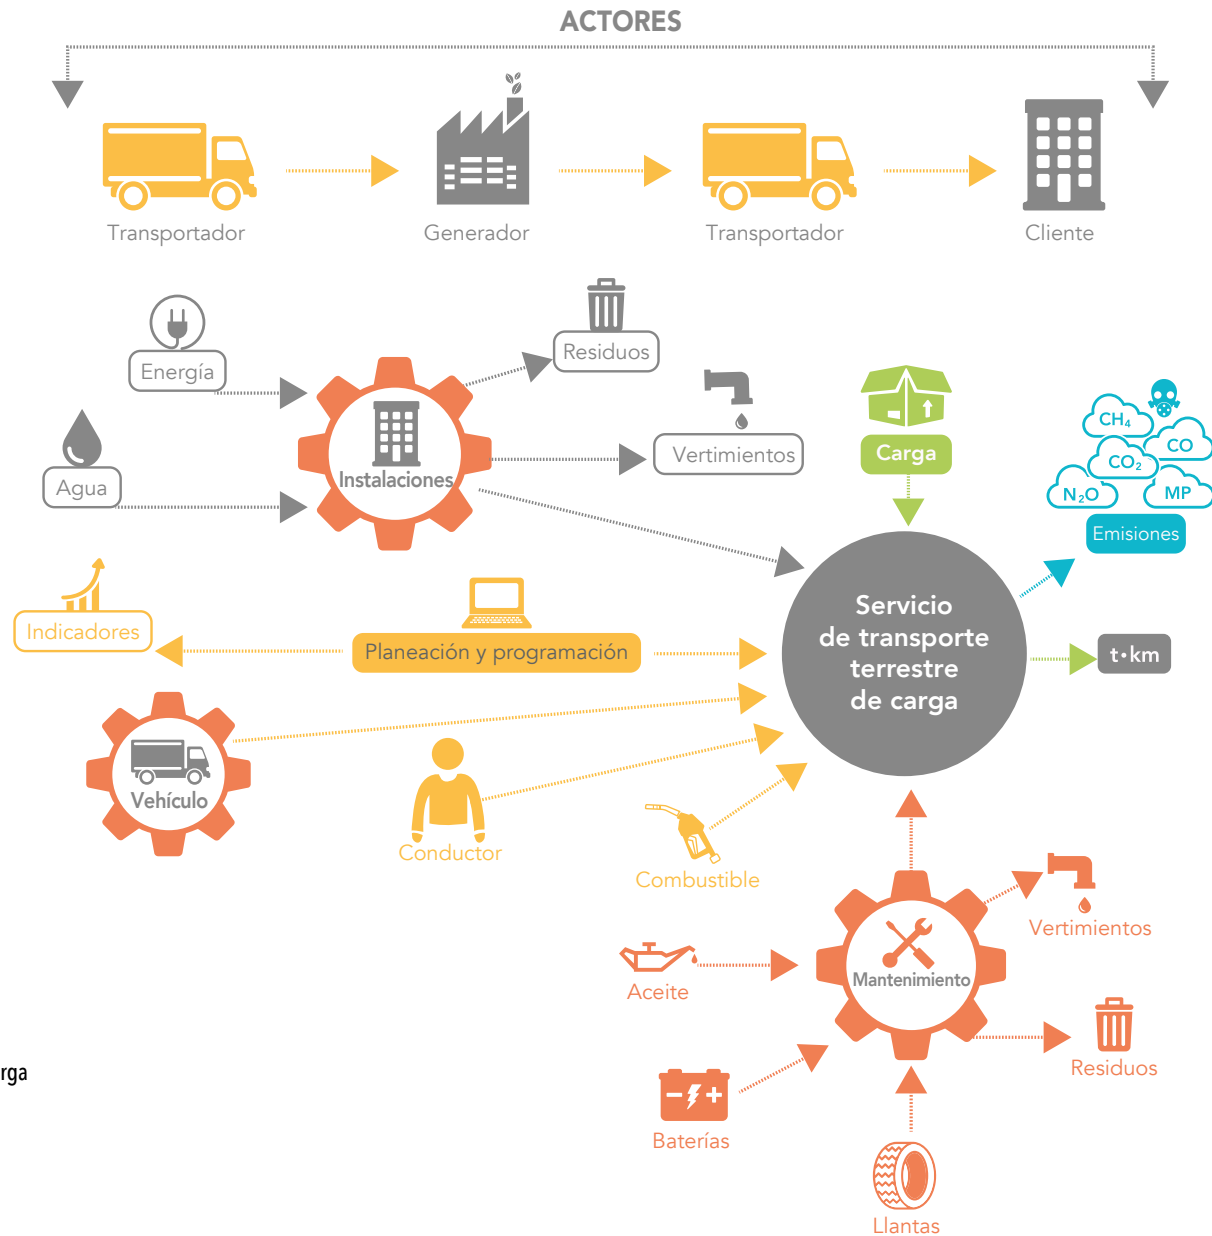 ACTORES
Transportador
Generador
Transportador
Cliente
Energía
Residuos
Agua
Instalaciones
Vertimientos
Carga
CH₄
CO
CO₂
N₂O
MP
Emisiones
Indicadores
Planeación y programación
Servicio
de transporte
terrestre
de carga
t•km
Vehículo
Conductor
Combustible
Vertimientos
Aceite
Mantenimiento
Residuos
Baterías
Llantas
rga